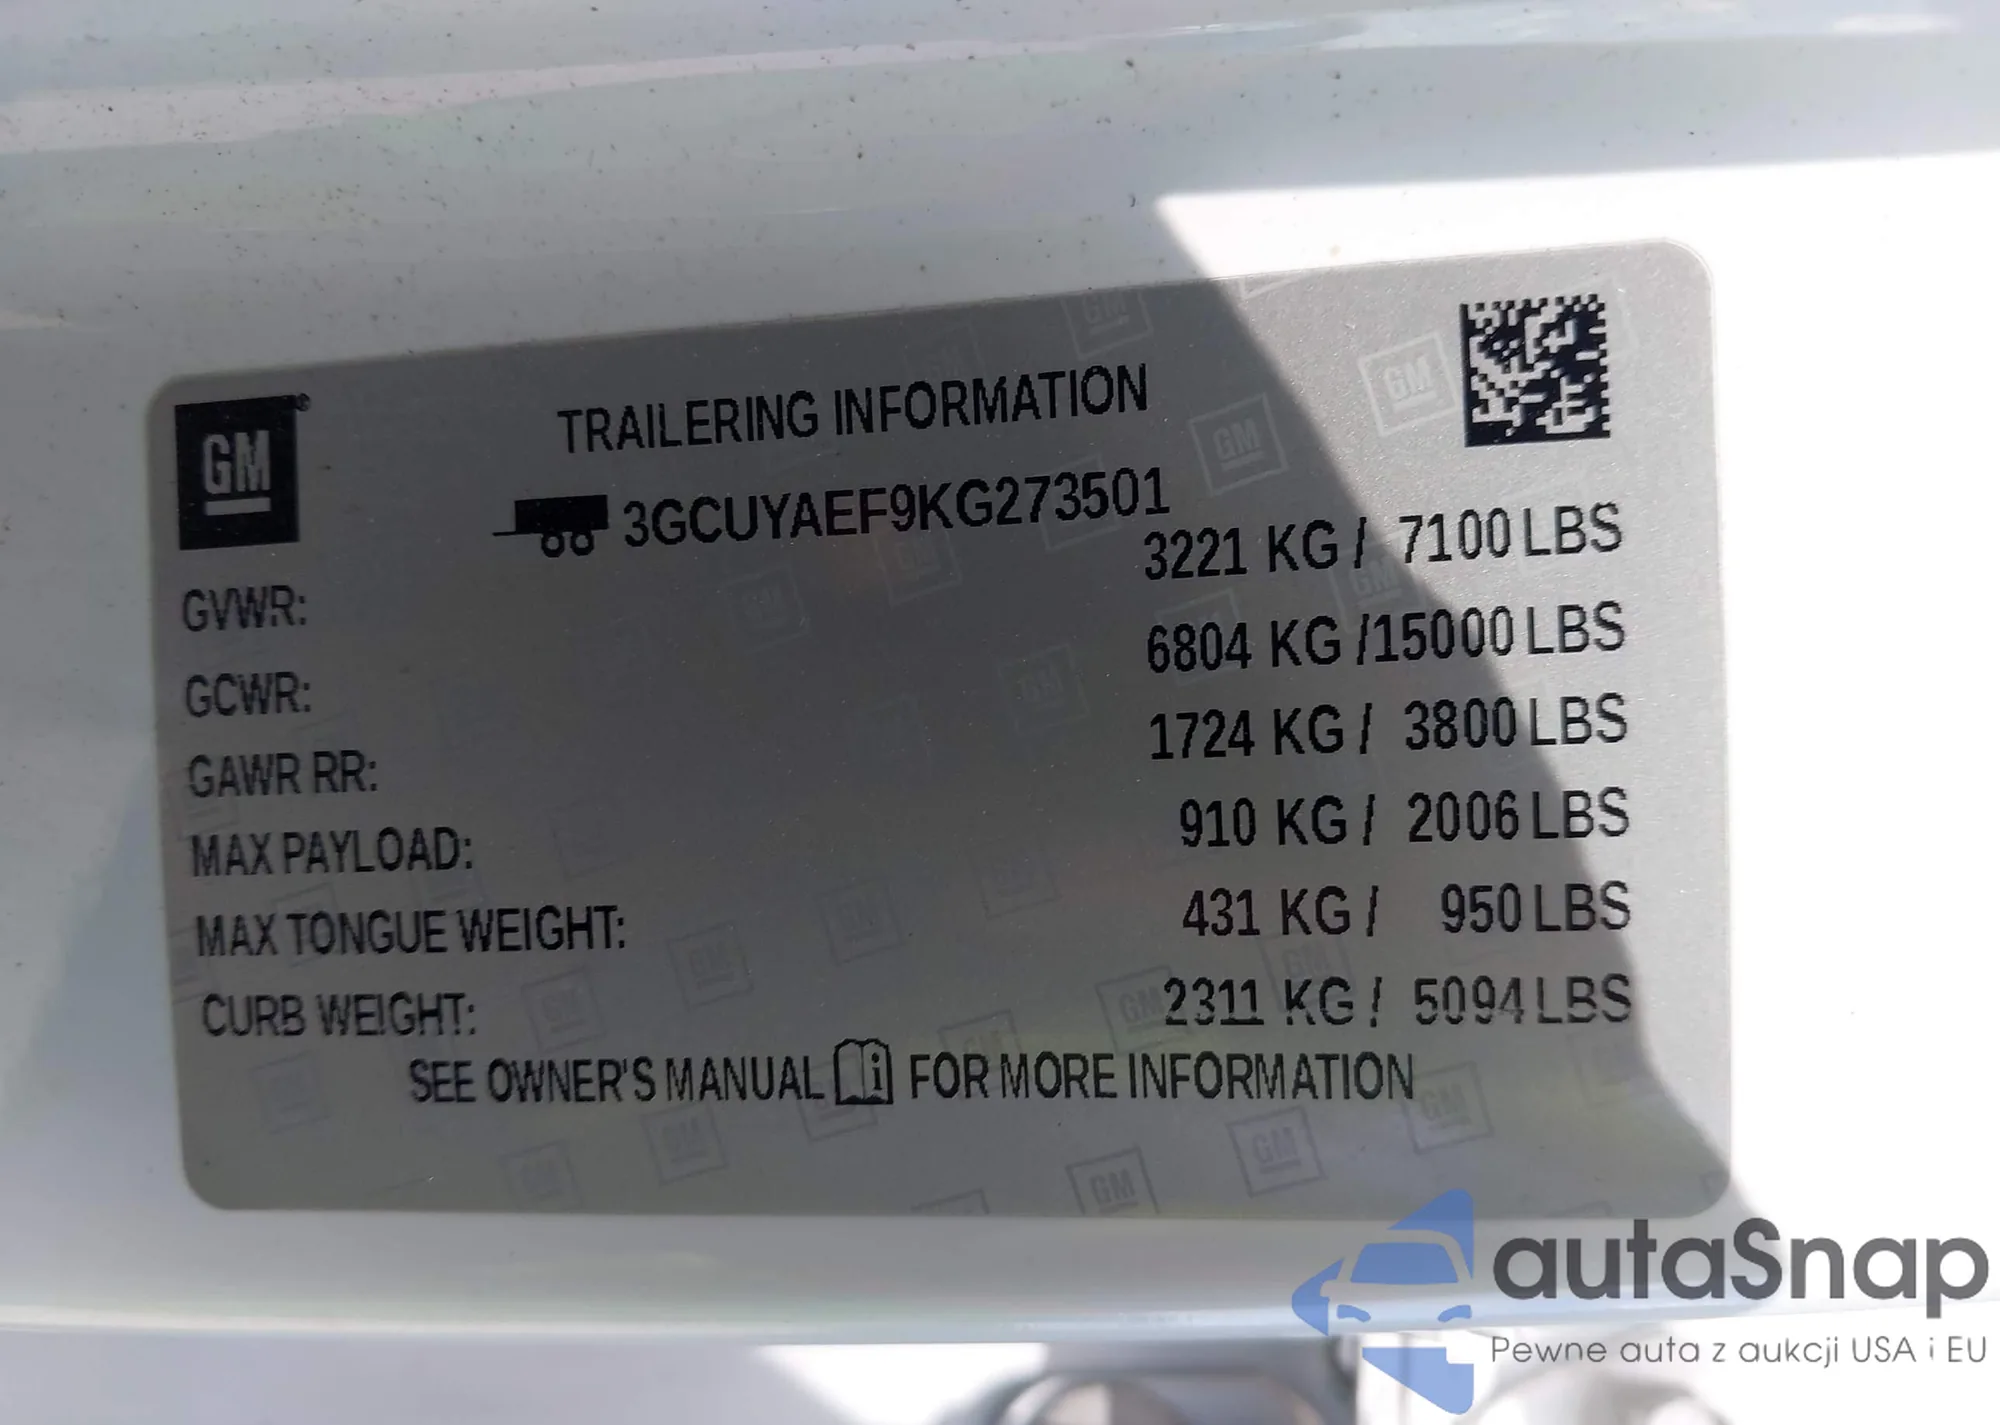 GM
TRAILERING INFORMATION
3GCUYAEF9KG273501
GVWR: 3221 KG / 7100 LBS
GCWR: 6804 KG /15000 LBS
GAWR RR: 1724 KG / 3800 LBS
MAX PAYLOAD: 910 KG / 2006 LBS
MAX TONGUE WEIGHT: 431 KG / 950 LBS
CURB WEIGHT: 2311 KG / 5094 LBS
SEE OWNER'S MANUAL FOR MORE INFORMATION
autaSnap
Pewne auta z aukcji USA i EU